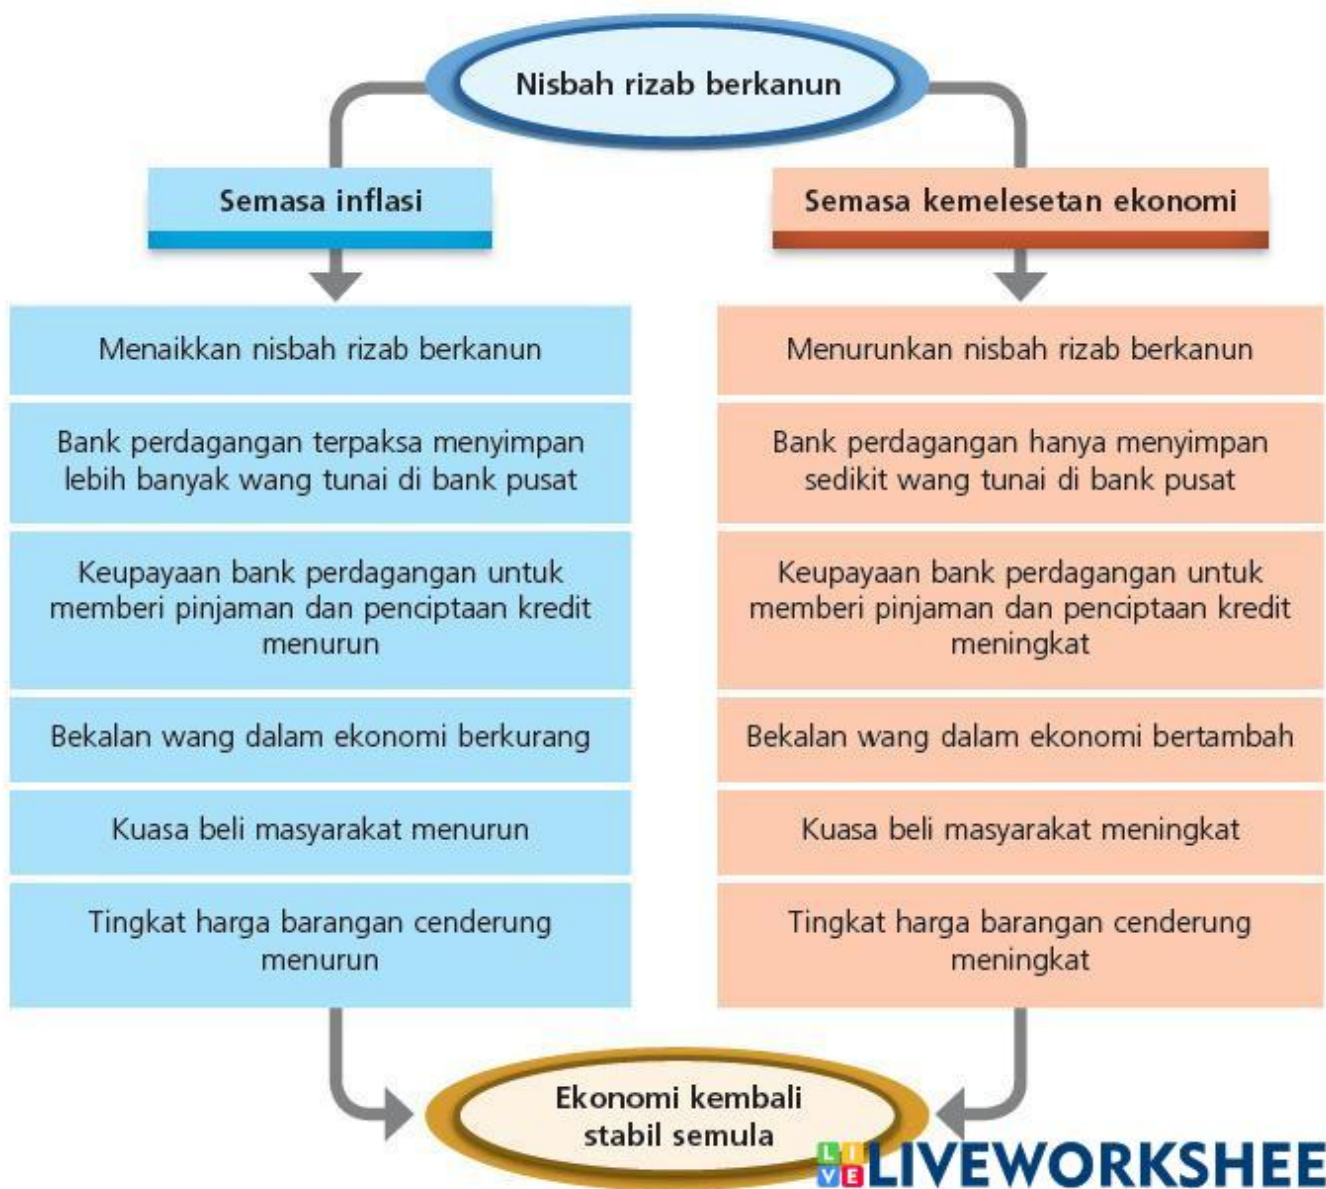 Nisbah rizab berkanun
Semasa inflasi
Menaikkan nisbah rizab berkanun
Bank perdagangan terpaksa menyimpan
lebih banyak wang tunai di bank pusat
Keupayaan bank perdagangan untuk
memberi pinjaman dan penciptaan kredit
menurun
Bekalan wang dalam ekonomi berkurang
Kuasa beli masyarakat menurun
Tingkat harga barangan cenderung
menurun
Semasa kemelesetan ekonomi
Menurunkan nisbah rizab berkanun
Bank perdagangan hanya menyimpan
sedikit wang tunai di bank pusat
Keupayaan bank perdagangan untuk
memberi pinjaman dan penciptaan kredit
meningkat
Bekalan wang dalam ekonomi bertambah
Kuasa beli masyarakat meningkat
Tingkat harga barangan cenderung
meningkat
Ekonomi kembali
stabil semula
LIVE LIVEWORKSHEE